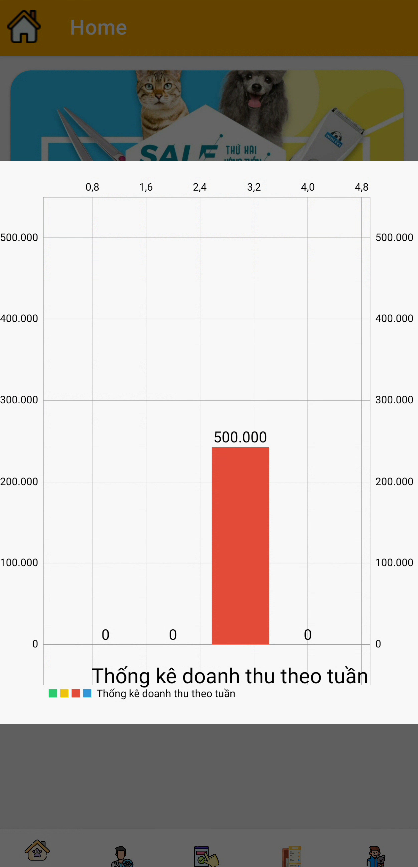 Home
SALE THỨ HAI
0,8 1,6 2,4 3,2 4,0 4,8
500.000 500.000
400.000 400.000
300.000 300.000
500.000
200.000 200.000
100.000 100.000
0 0 0
0 0
Thống kê doanh thu theo tuần
Thống kê doanh thu theo tuần